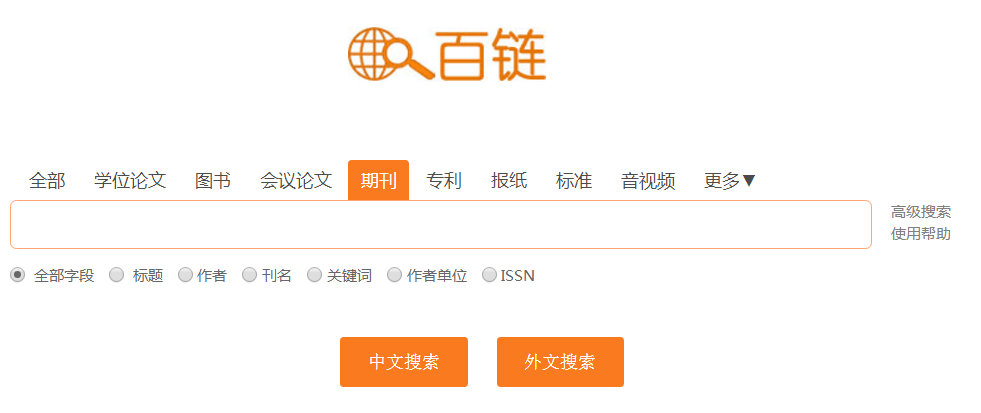 百链
全部 学位论文 图书 会议论文 期刊 专利 报纸 标准 音视频 更多▼
高级搜索
使用帮助
全部字段 标题 作者 刊名 关键词 作者单位 ISSN
中文搜索 外文搜索